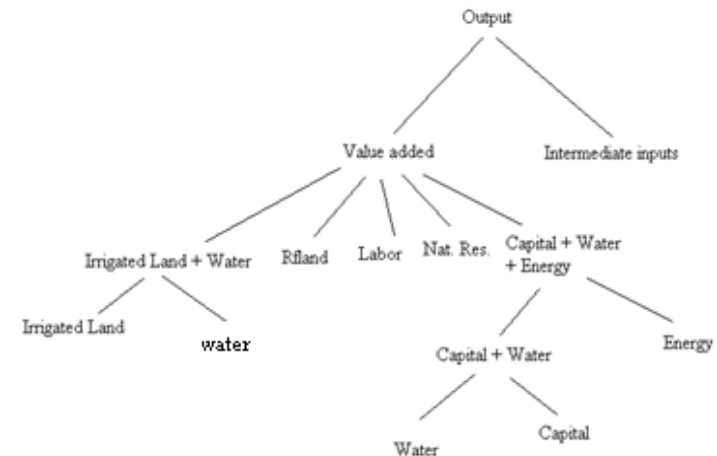 Output
Value added
Intermediate inputs
Irrigated Land + Water
Rfland
Labor
Nat. Res.
Capital + Water
+ Energy
Irrigated Land
water
Capital + Water
Energy
Water
Capital